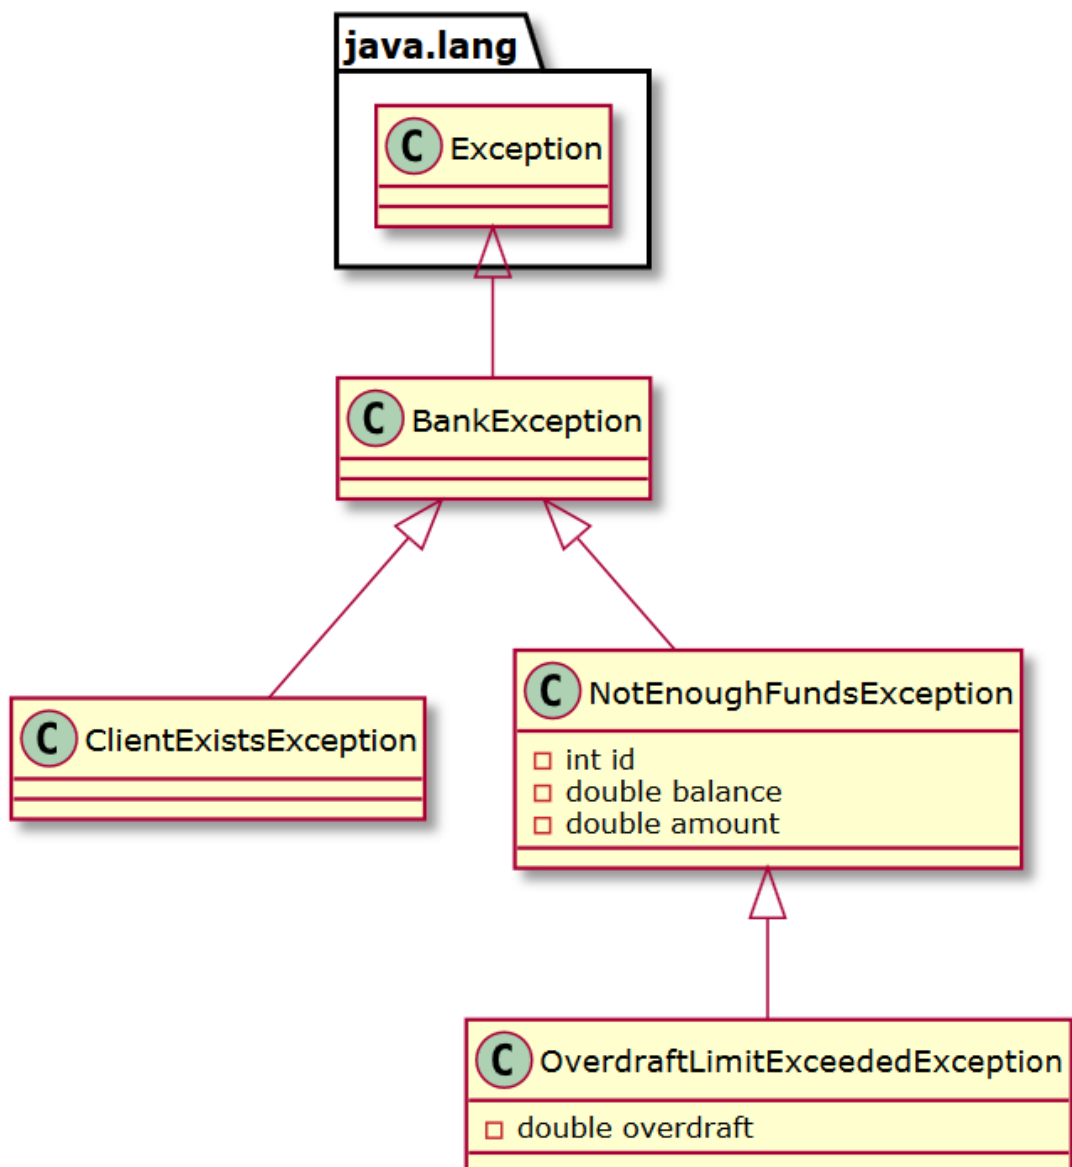 java.lang
C Exception
C BankException
C ClientExistsException
C NotEnoughFundsException
int id
double balance
double amount
C OverdraftLimitExceededException
double overdraft